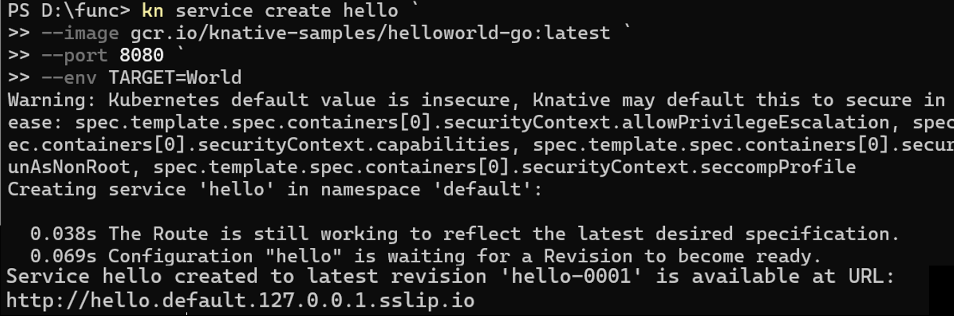 PS D:\func> kn service create hello `
>> --image gcr.io/knative-samples/helloworld-go:latest `
>> --port 8080 `
>> --env TARGET=World
Warning: Kubernetes default value is insecure, Knative may default this to secure in
ease: spec.template.spec.containers[0].securityContext.allowPrivilegeEscalation, spec
ec.containers[0].securityContext.capabilities, spec.template.spec.containers[0].secur
unAsNonRoot, spec.template.spec.containers[0].securityContext.seccompProfile
Creating service 'hello' in namespace 'default':
0.038s The Route is still working to reflect the latest desired specification.
0.069s Configuration "hello" is waiting for a Revision to become ready.
Service hello created to latest revision 'hello-0001' is available at URL:
http://hello.default.127.0.0.1.sslip.io